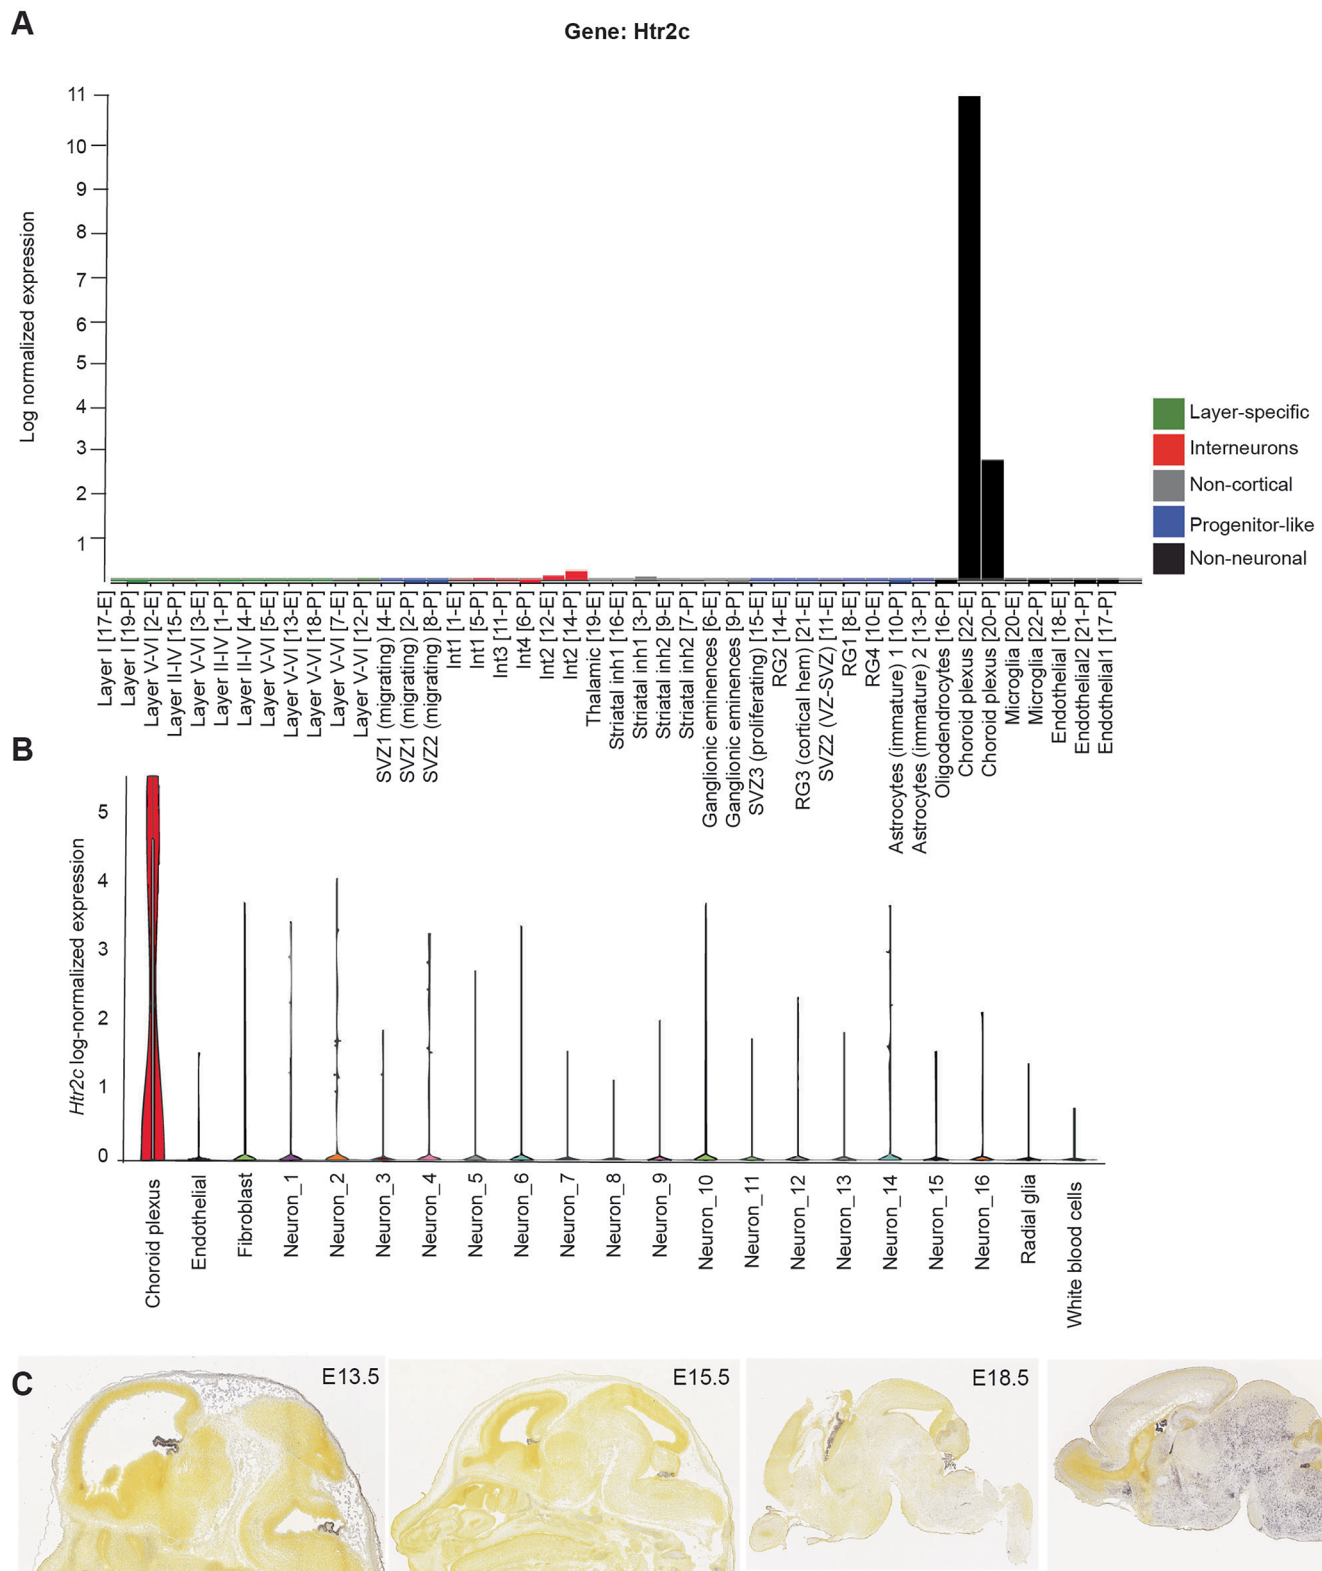 A
Gene: Htr2c
Log normalized expression
11
10
9
8
7
6
5
4
3
2
1
Layer-specific
Interneurons
Non-cortical
Progenitor-like
Non-neuronal
Layer I [17-E]
Layer I [19-P]
Layer V-VI [2-E]
Layer II-IV [15-P]
Layer V-VI [3-E]
Layer II-IV [1-P]
Layer II-IV [4-P]
Layer V-VI [5-E]
Layer V-VI [13-E]
Layer V-VI [18-P]
Layer V-VI [7-E]
Layer V-VI [12-P]
SVZ1 (migrating) [4-E]
SVZ1 (migrating) [2-P]
SVZ2 (migrating) [8-P]
Int1 [1-E]
Int1 [5-P]
Int3 [11-P]
Int4 [6-P]
Int2 [12-E]
Int2 [14-P]
Thalamic [19-E]
Striatal inh1 [16-E]
Striatal inh1 [3-P]
Striatal inh2 [9-E]
Striatal inh2 [7-P]
Ganglionic eminences [6-E]
Ganglionic eminences [9-P]
SVZ3 (proliferating) [15-E]
RG2 [14-E]
RG3 (cortical hem) [21-E]
SVZ2 (VZ-SVZ) [11-E]
RG1 [8-E]
RG4 [10-E]
Astrocytes (immature) 1 [10-P]
Astrocytes (immature) 2 [13-P]
Oligodendrocytes [16-P]
Choroid plexus [22-E]
Choroid plexus [20-P]
Microglia [20-E]
Microglia [22-P]
Endothelial [18-E]
Endothelial2 [21-P]
Endothelial1 [17-P]
B
Htr2c log-normalized expression
5
4
3
2
1
0
Choroid plexus
Endothelial
Fibroblast
Neuron_1
Neuron_2
Neuron_3
Neuron_4
Neuron_5
Neuron_6
Neuron_7
Neuron_8
Neuron_9
Neuron_10
Neuron_11
Neuron_12
Neuron_13
Neuron_14
Neuron_15
Neuron_16
Radial glia
White blood cells
C
E13.5
E15.5
E18.5